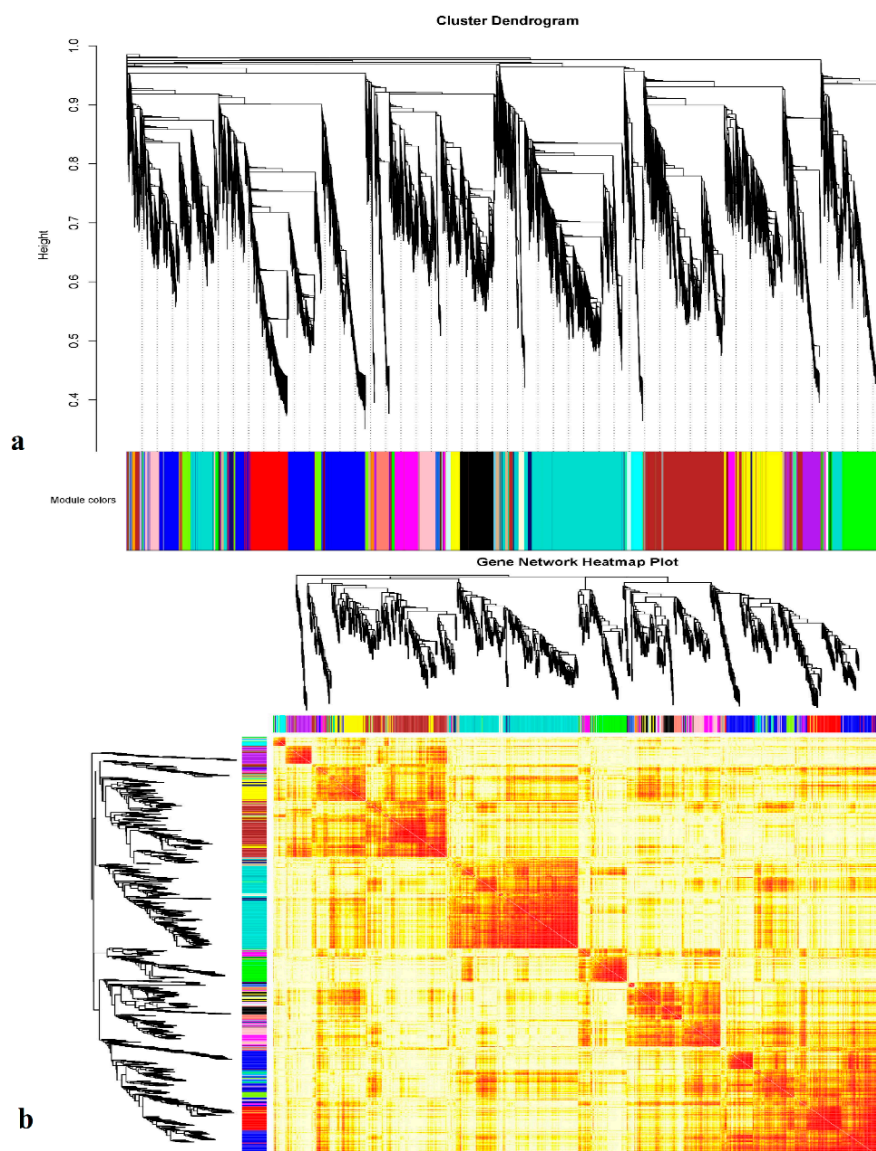 Cluster Dendrogram
1.0
0.9
0.8
0.7
0.6
0.5
0.4
Height
a
Module colors
Gene Network Heatmap Plot
b